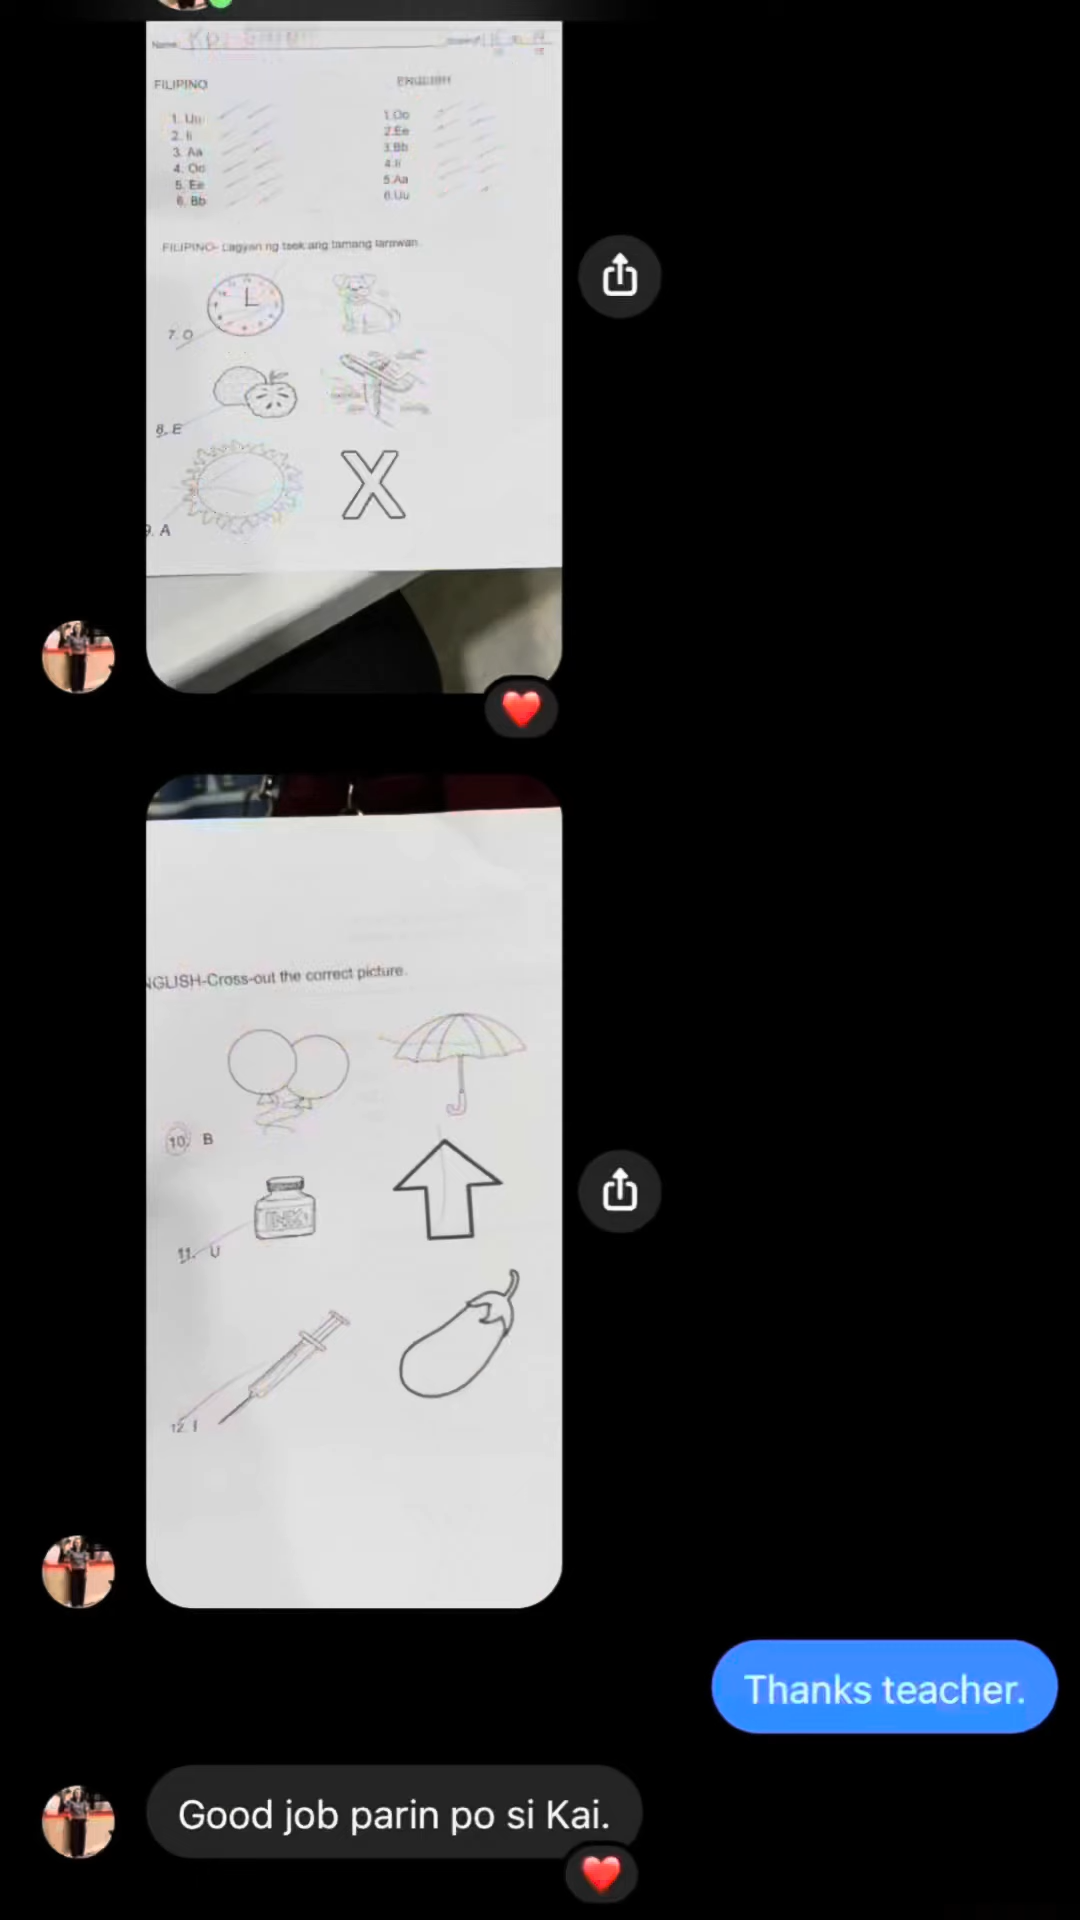 Name:
FILIPINO
1. Uu
2. Ii
3. Aa
4. Oo
5. Ee
6. Bb
ENGLISH
1.Oo
2.Ee
3.Bb
4.Ii
5.Aa
6.Uu
FILIPINO- Lagyan ng tsek ang tamang larawan.
7. O
8. E
9. A
X
NGLISH-Cross-out the correct picture.
10. B
INK
11. U
12. I
Thanks teacher.
Good job parin po si Kai.